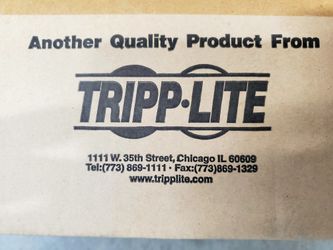 Another Quality Product From
TRIPP·LITE
1111 W. 35th Street, Chicago IL 60609
Tel:(773) 869-1111 · Fax:(773)869-1329
www.tripplite.com